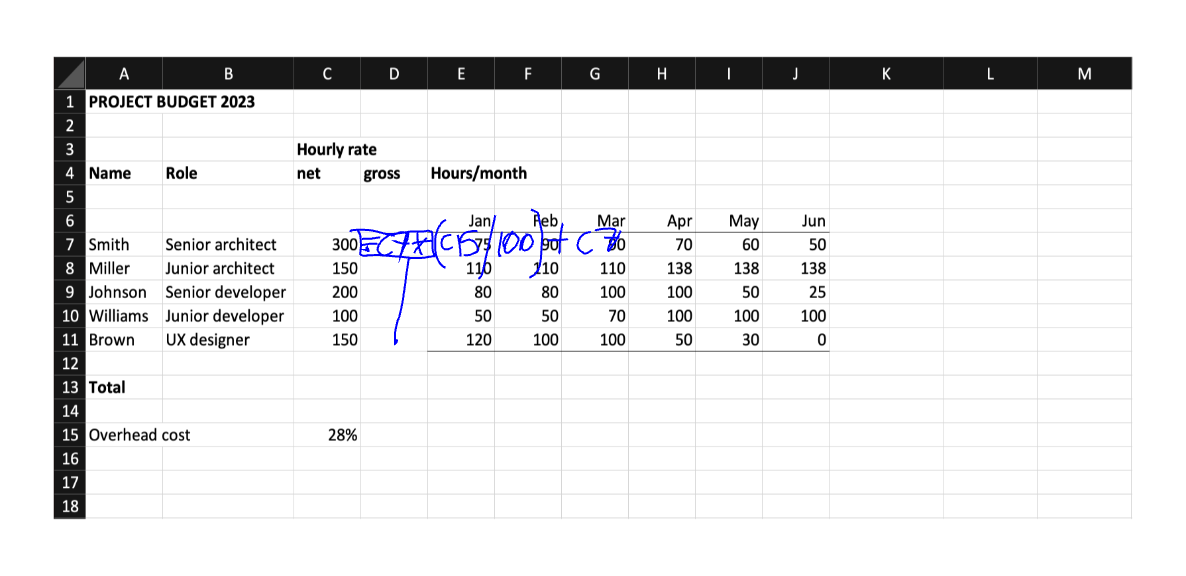 A B C D E F G H I J K L M
1 PROJECT BUDGET 2023
2
3 Hourly rate
4 Name Role net gross Hours/month
5
6 Jan Feb Mar Apr May Jun
7 Smith Senior architect 300 =C7*(C15/100)+C7 75 90 80 70 60 50
8 Miller Junior architect 150 110 110 110 138 138 138
9 Johnson Senior developer 200 80 80 100 100 50 25
10 Williams Junior developer 100 50 50 70 100 100 100
11 Brown UX designer 150 120 100 100 50 30 0
12
13 Total
14
15 Overhead cost 28%
16
17
18